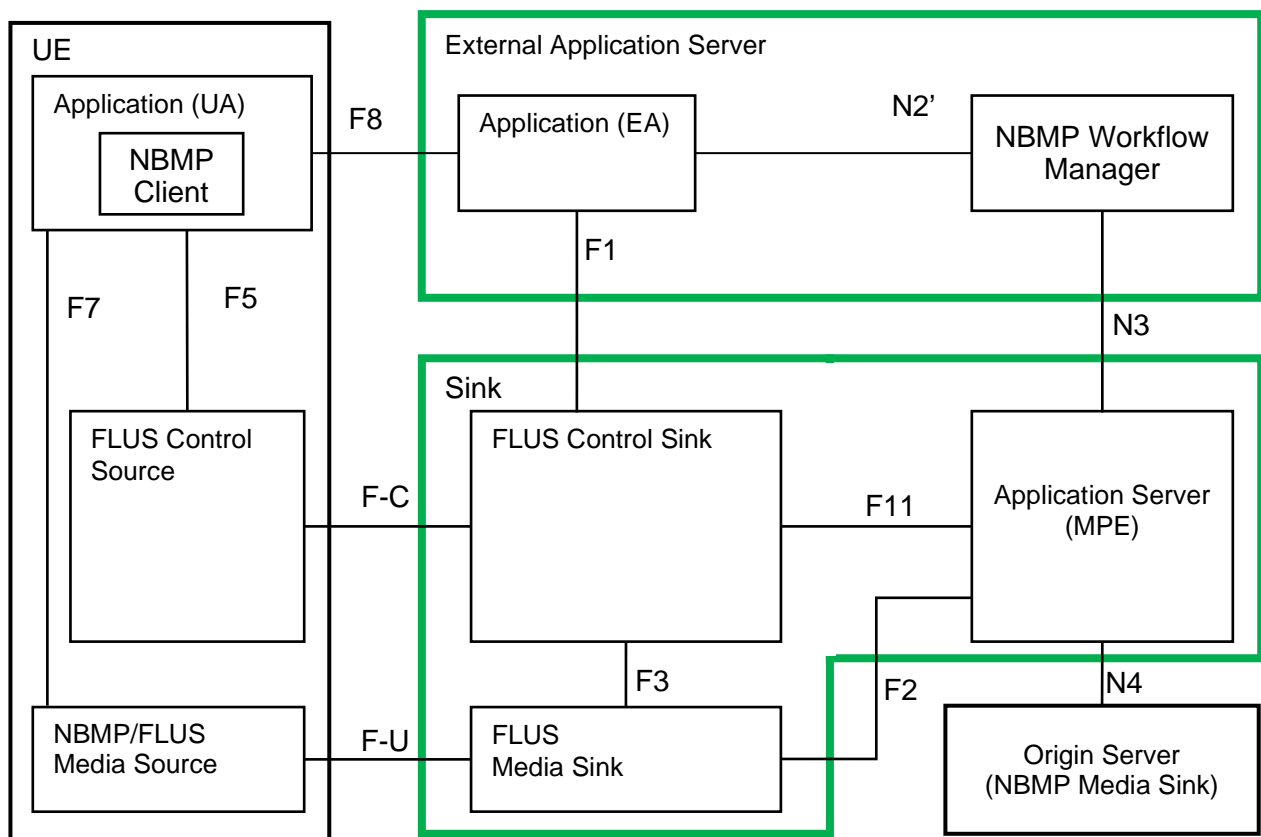 UE
External Application Server
Application (UA)
NBMP
Client
F8
Application (EA)
N2’
NBMP Workflow
Manager
F1
F7
F5
N3
Sink
FLUS Control
Source
FLUS Control Sink
Application Server
(MPE)
F-C
F11
F3
F2
N4
NBMP/FLUS
Media Source
F-U
FLUS
Media Sink
Origin Server
(NBMP Media Sink)